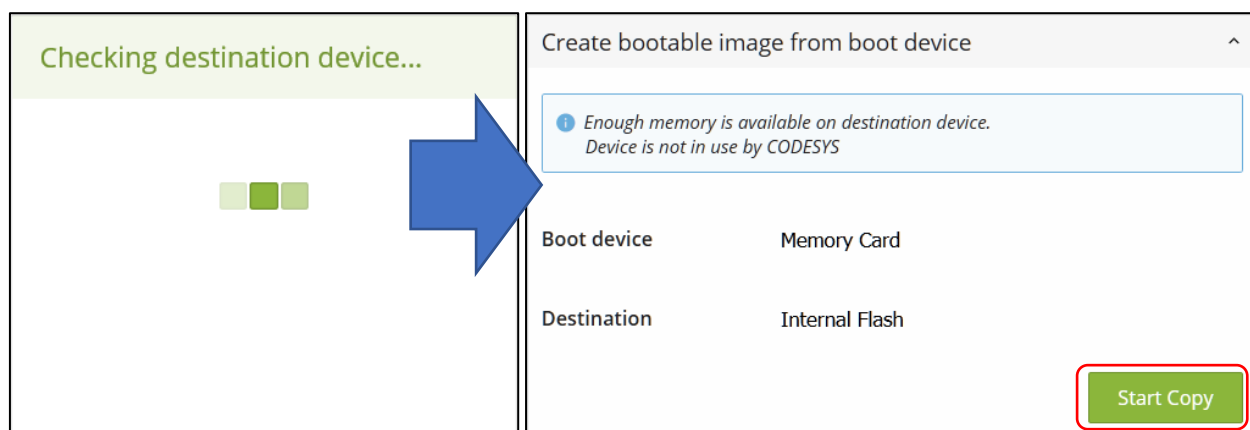 Checking destination device...
Create bootable image from boot device
Enough memory is available on destination device.
Device is not in use by CODESYS
Boot device Memory Card
Destination Internal Flash
Start Copy